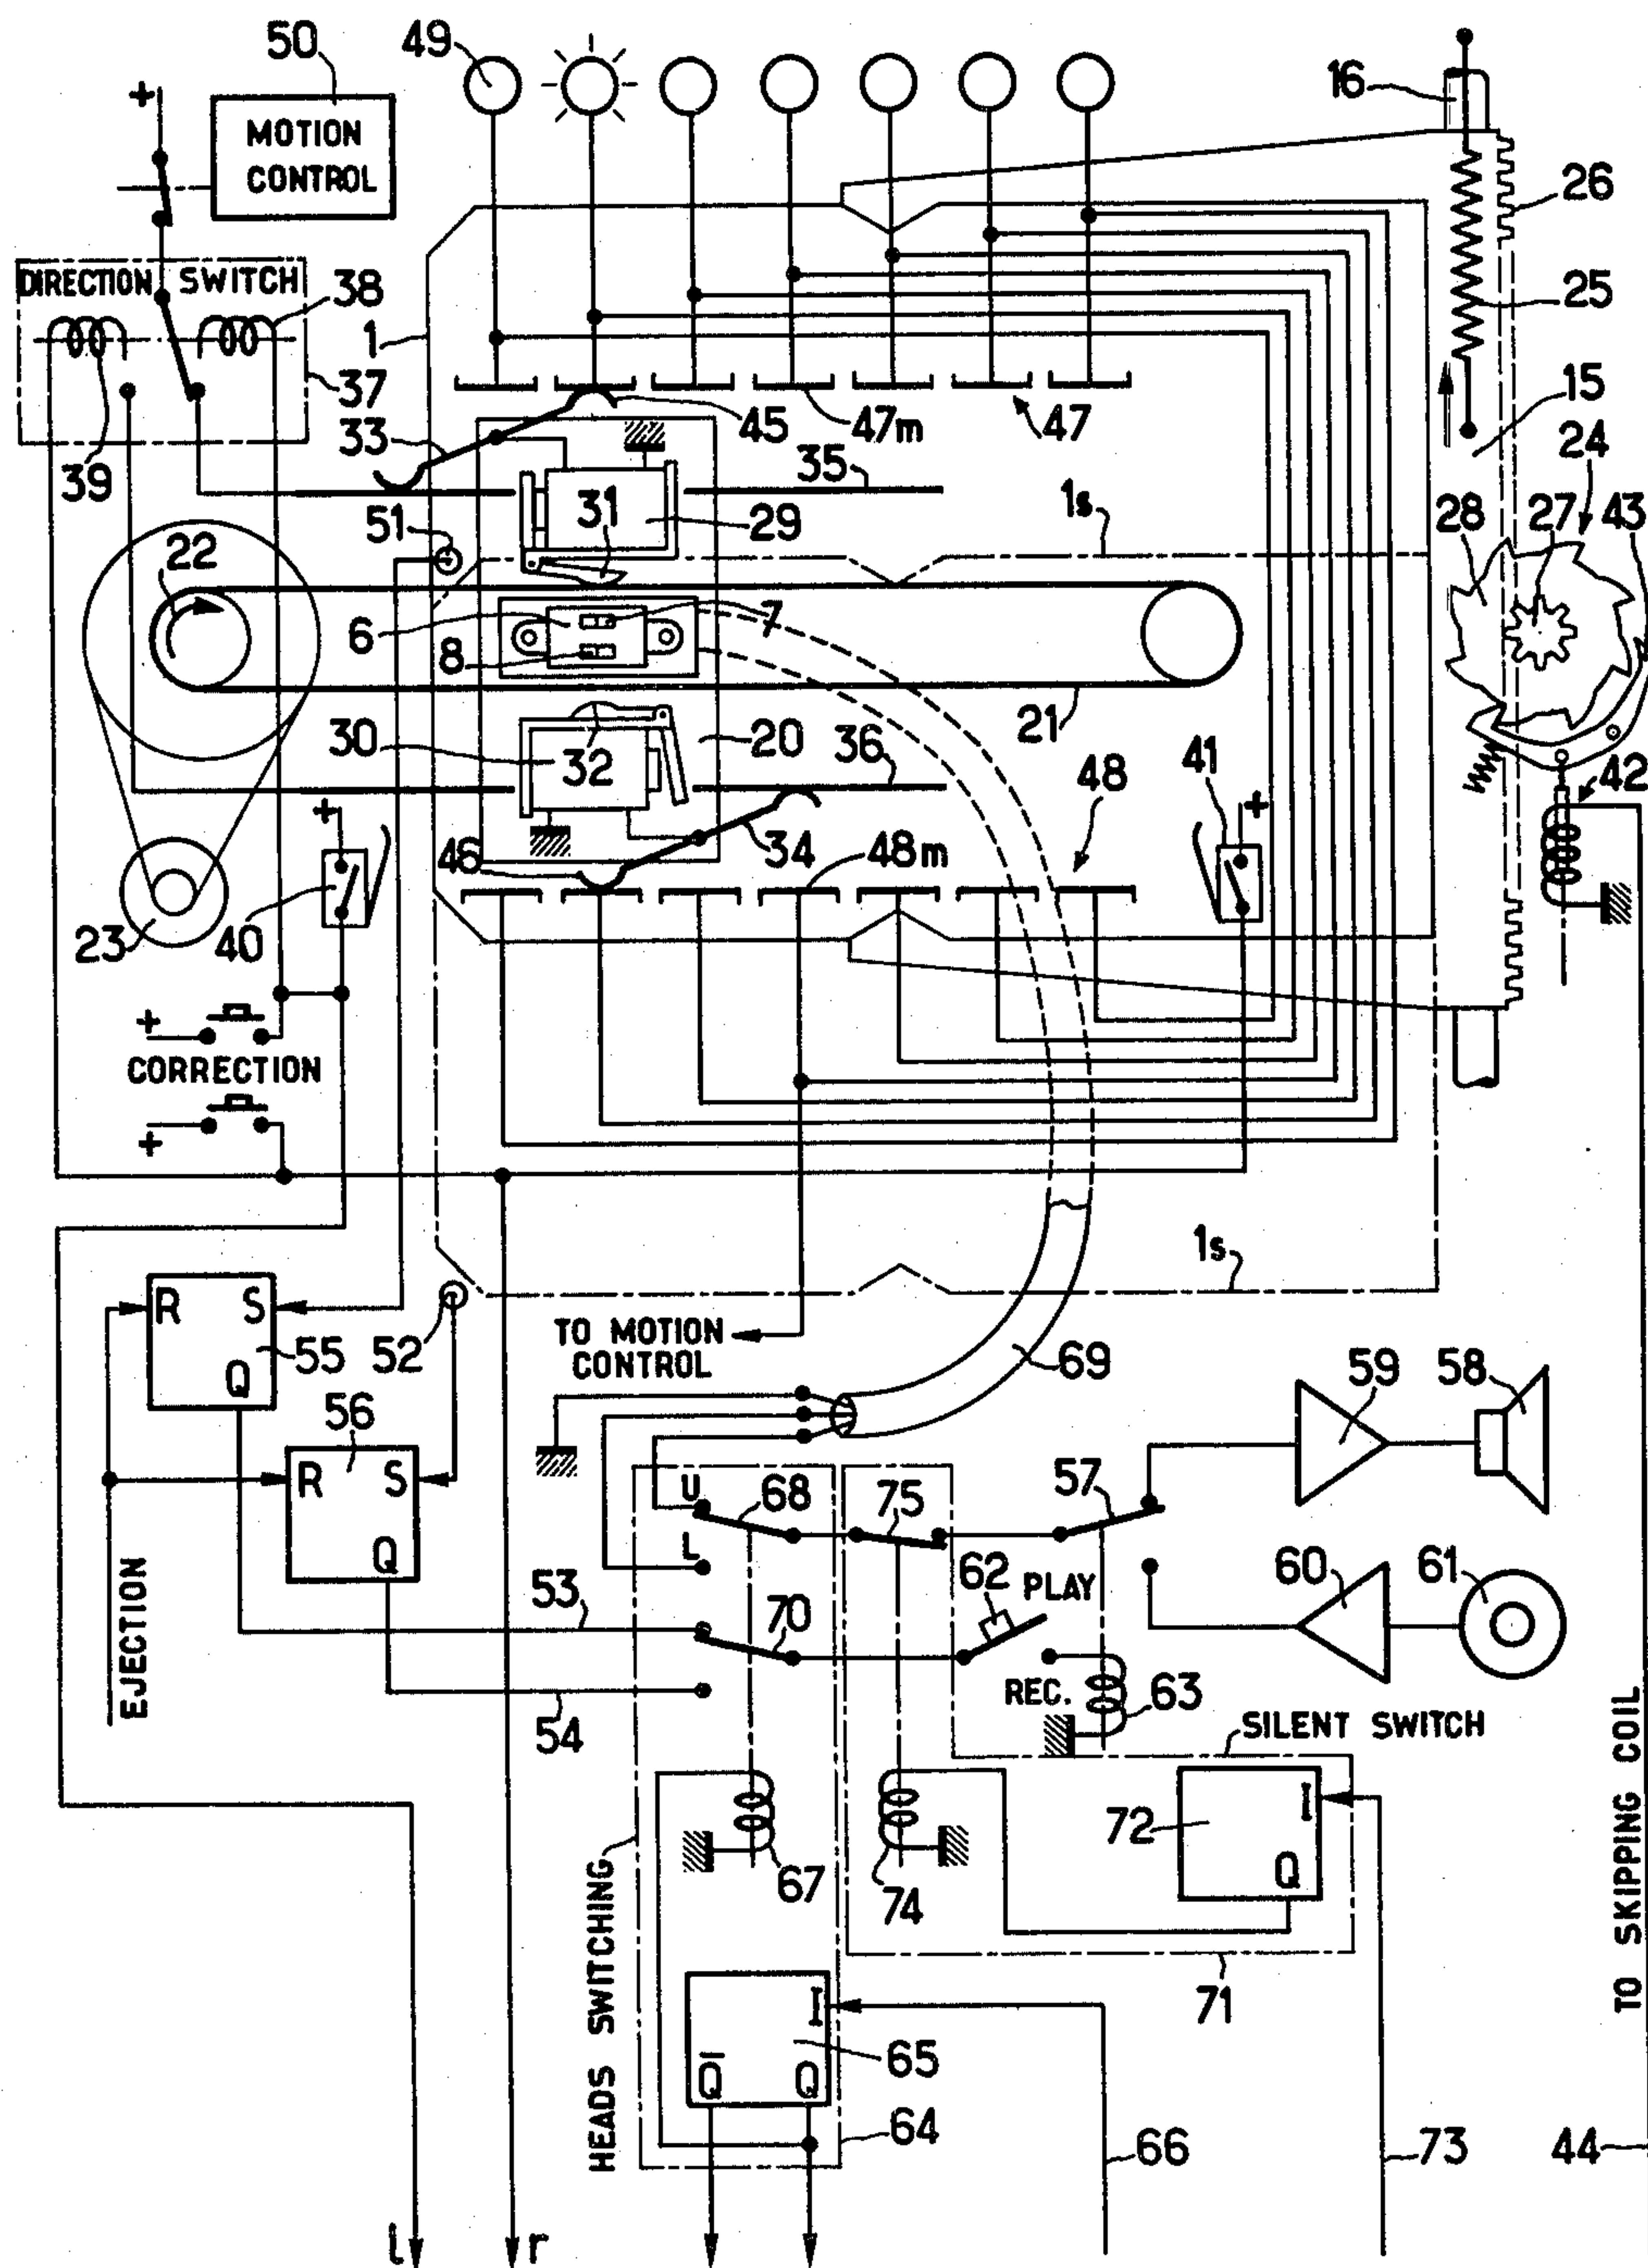 50
49
16
+
MOTION
CONTROL
26
DIRECTION SWITCH
38
1
25
37
15
45
47m
47
24
33
39
35
1s
28
27
43
31
29
51
22
6
7
8
21
30
32
20
36
41
48
42
+
+
34
48m
46
23
40
+
CORRECTION
+
1s
R S
Q
55
52
TO MOTION
CONTROL
69
59
58
56
R S
Q
U
68
75
57
L
62
PLAY
60
61
53
70
EJECTION
REC.
63
54
SILENT SWITCH
72
I
Q
67
74
HEADS SWITCHING
71
TO SKIPPING COIL
I
65
Q̅ Q
64
66
73
44
l
r